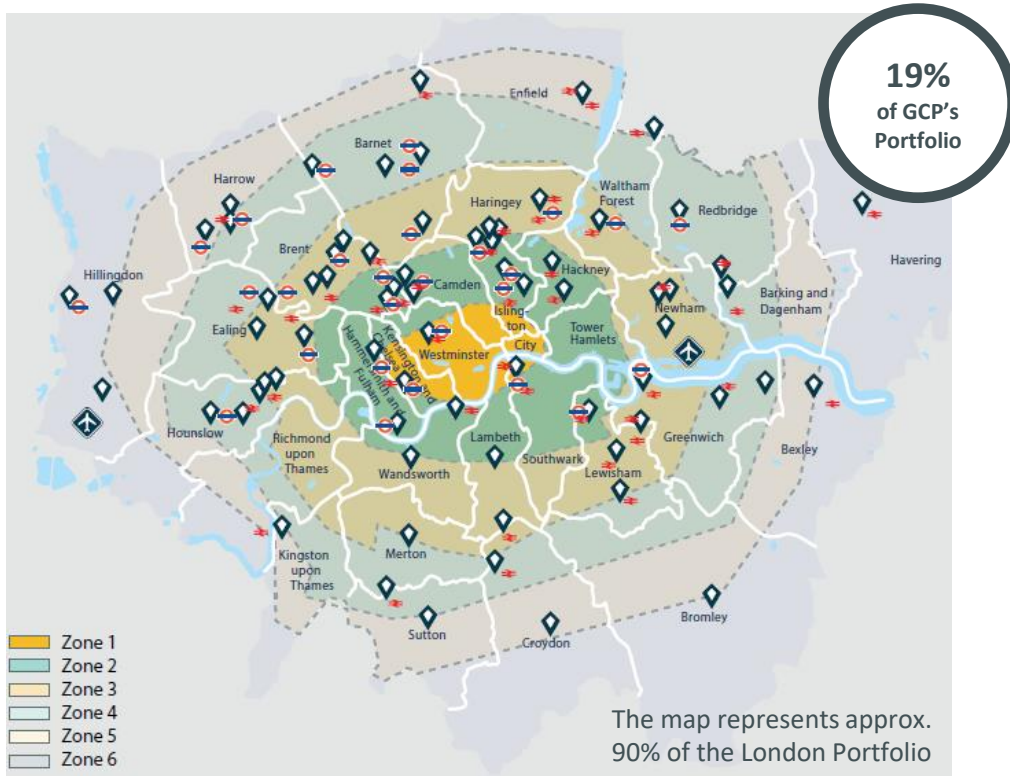 19%
of GCP's
Portfolio
Enfield
Barnet
Harrow
Haringey
Waltham
Forest
Redbridge
Brent
Havering
Hillingdon
Camden
Hackney
Barking and
Dagenham
Newham
Isling-
ton
Ealing
Tower
Hamlets
City
Westminster
Kensington and
Chelsea
Hammersmith and
Fulham
Hounslow
Richmond
upon
Thames
Lambeth
Greenwich
Bexley
Wandsworth
Southwark
Lewisham
Merton
Kingston
upon
Thames
Bromley
Sutton
Croydon
Zone 1
Zone 2
Zone 3
Zone 4
Zone 5
Zone 6
The map represents approx.
90% of the London Portfolio